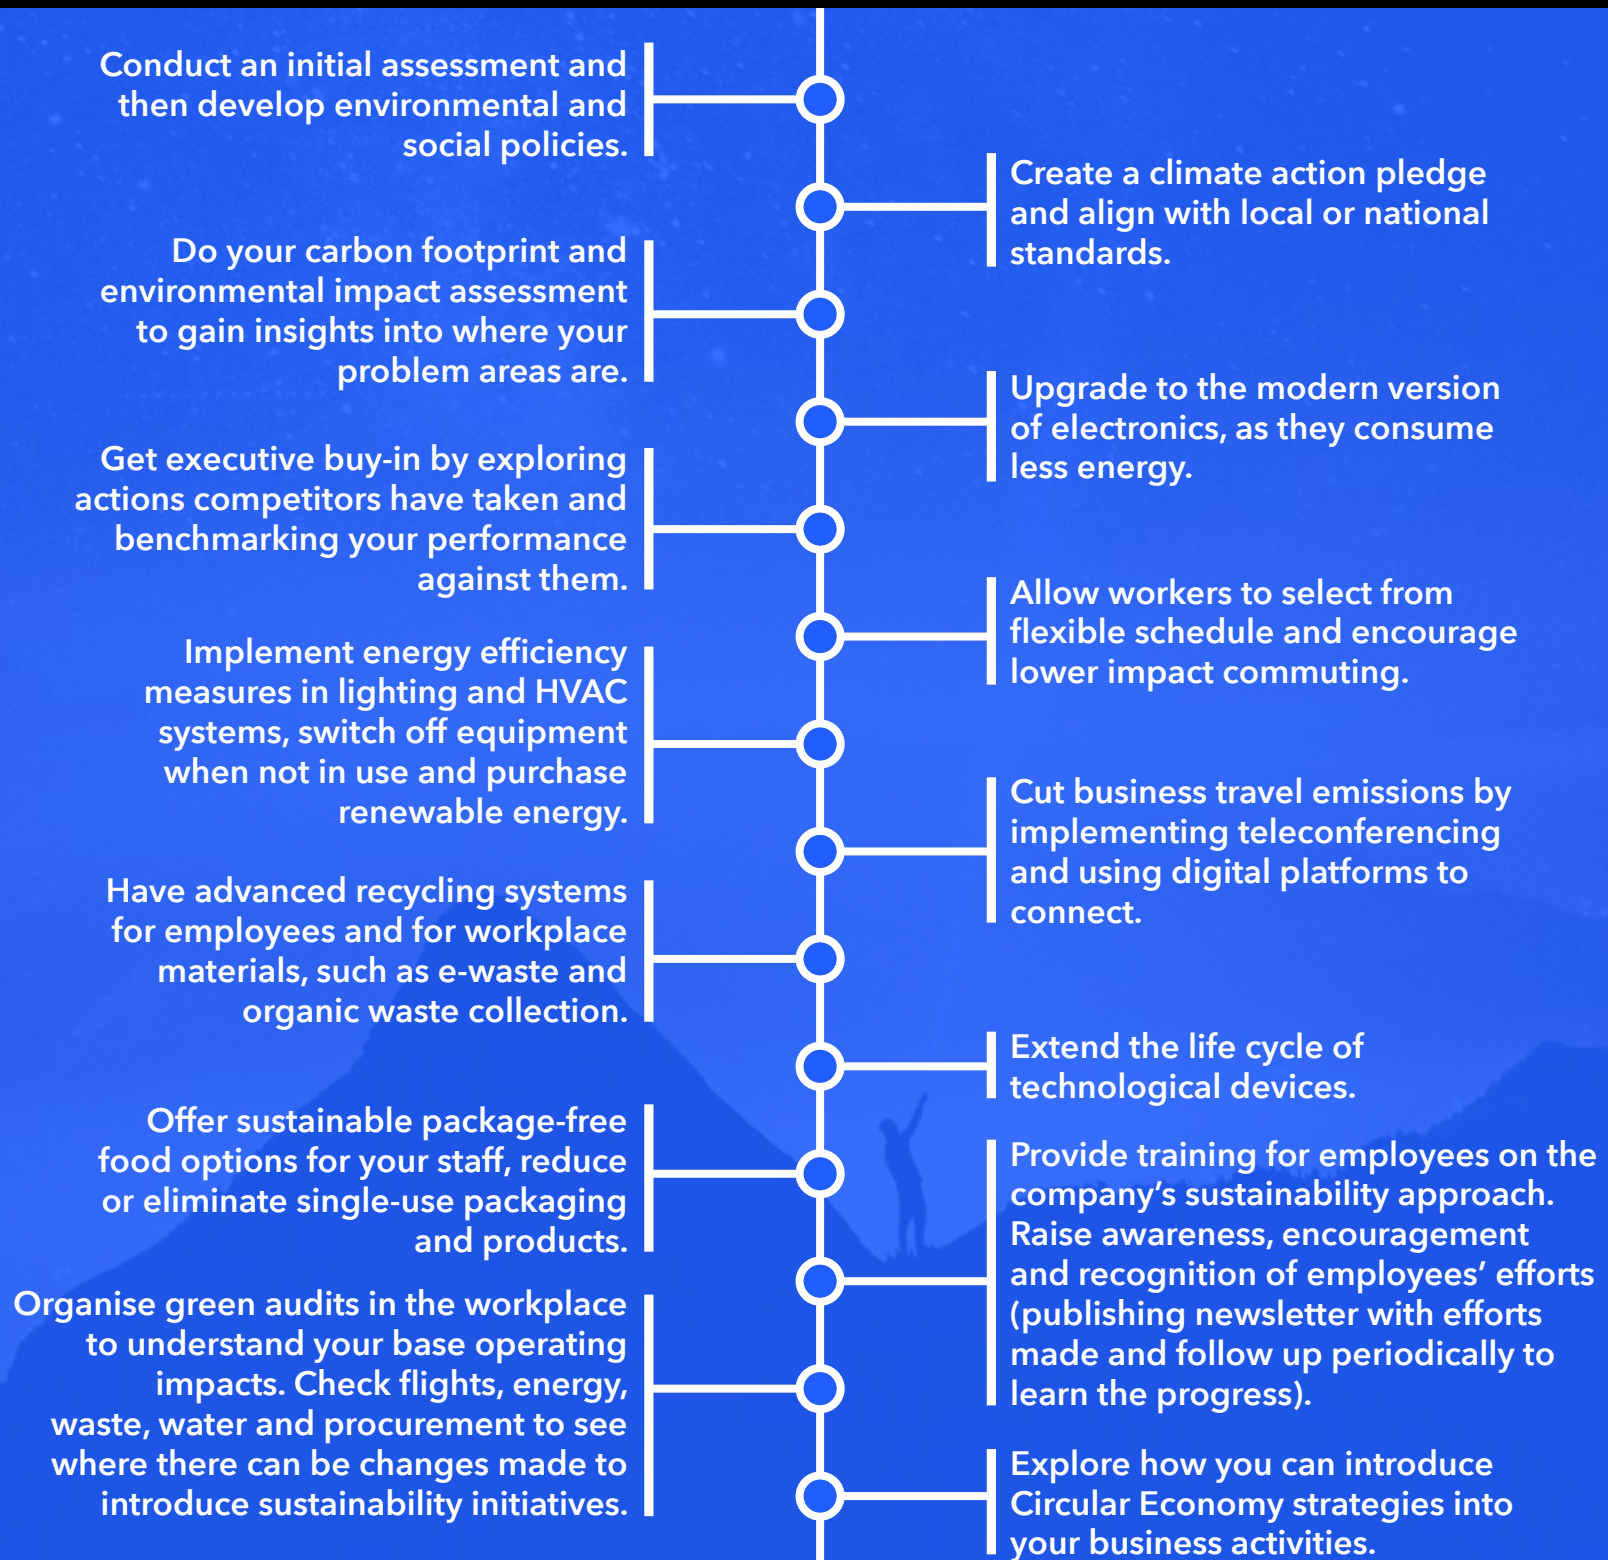 Conduct an initial assessment and
then develop environmental and
social policies.
Create a climate action pledge
and align with local or national
standards.
Do your carbon footprint and
environmental impact assessment
to gain insights into where your
problem areas are.
Upgrade to the modern version
of electronics, as they consume
less energy.
Get executive buy-in by exploring
actions competitors have taken and
benchmarking your performance
against them.
Allow workers to select from
flexible schedule and encourage
lower impact commuting.
Implement energy efficiency
measures in lighting and HVAC
systems, switch off equipment
when not in use and purchase
renewable energy.
Cut business travel emissions by
implementing teleconferencing
and using digital platforms to
connect.
Have advanced recycling systems
for employees and for workplace
materials, such as e-waste and
organic waste collection.
Extend the life cycle of
technological devices.
Offer sustainable package-free
food options for your staff, reduce
or eliminate single-use packaging
and products.
Provide training for employees on the
company’s sustainability approach.
Raise awareness, encouragement
and recognition of employees’ efforts
(publishing newsletter with efforts
made and follow up periodically to
learn the progress).
Organise green audits in the workplace
to understand your base operating
impacts. Check flights, energy,
waste, water and procurement to see
where there can be changes made to
introduce sustainability initiatives.
Explore how you can introduce
Circular Economy strategies into
your business activities.